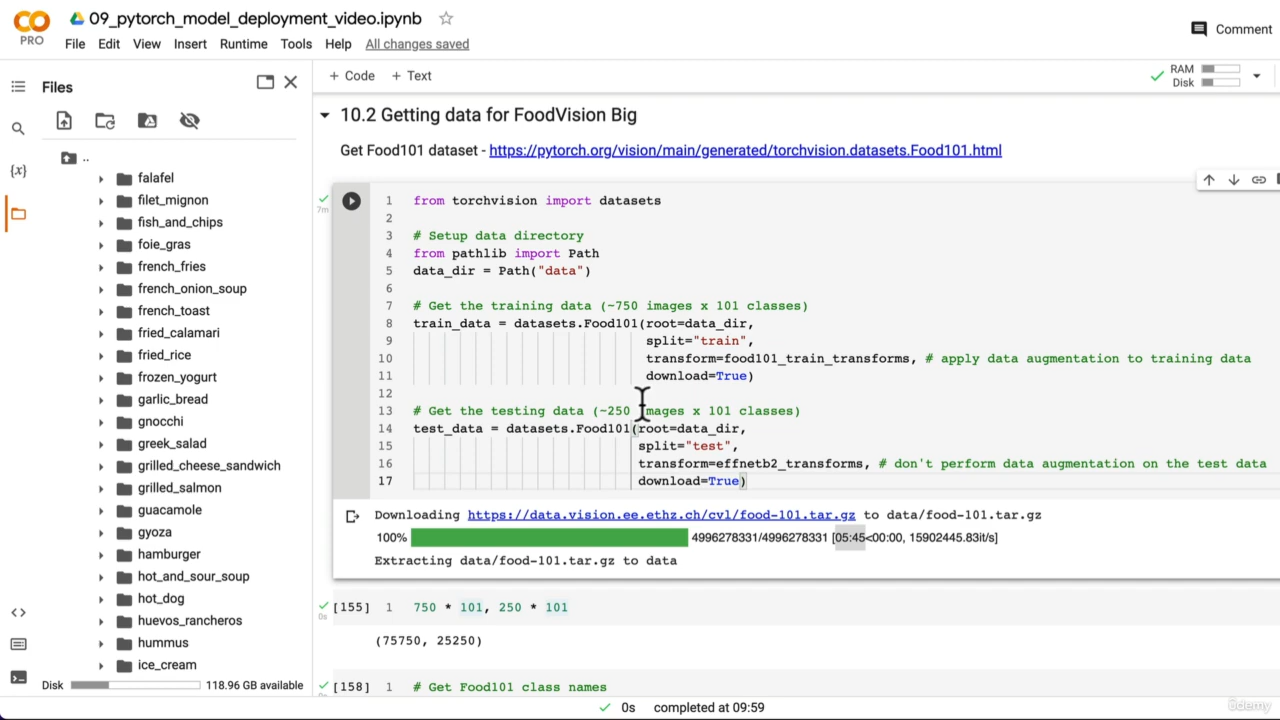 09_pytorch_model_deployment_video.ipynb
PRO
File Edit View Insert Runtime Tools Help All changes saved
Comment
Files
+ Code + Text
RAM
Disk
10.2 Getting data for FoodVision Big
Get Food101 dataset - https://pytorch.org/vision/main/generated/torchvision.datasets.Food101.html
{x}
..
falafel
filet_mignon
fish_and_chips
foie_gras
french_fries
french_onion_soup
french_toast
fried_calamari
fried_rice
frozen_yogurt
garlic_bread
gnocchi
greek_salad
grilled_cheese_sandwich
grilled_salmon
guacamole
gyoza
hamburger
hot_and_sour_soup
hot_dog
huevos_rancheros
hummus
ice_cream
Disk 118.96 GB available
7m
1 from torchvision import datasets
2
3 # Setup data directory
4 from pathlib import Path
5 data_dir = Path("data")
6
7 # Get the training data (~750 images x 101 classes)
8 train_data = datasets.Food101(root=data_dir,
9 split="train",
10 transform=food101_train_transforms, # apply data augmentation to training data
11 download=True)
12
13 # Get the testing data (~250 images x 101 classes)
14 test_data = datasets.Food101(root=data_dir,
15 split="test",
16 transform=effnetb2_transforms, # don't perform data augmentation on the test data
17 download=True)
Downloading https://data.vision.ee.ethz.ch/cvl/food-101.tar.gz to data/food-101.tar.gz
100% 4996278331/4996278331 [05:45<00:00, 15902445.83it/s]
Extracting data/food-101.tar.gz to data
[155] 1 750 * 101, 250 * 101
0s
(75750, 25250)
[158] 1 # Get Food101 class names
0s completed at 09:59
ûdemy